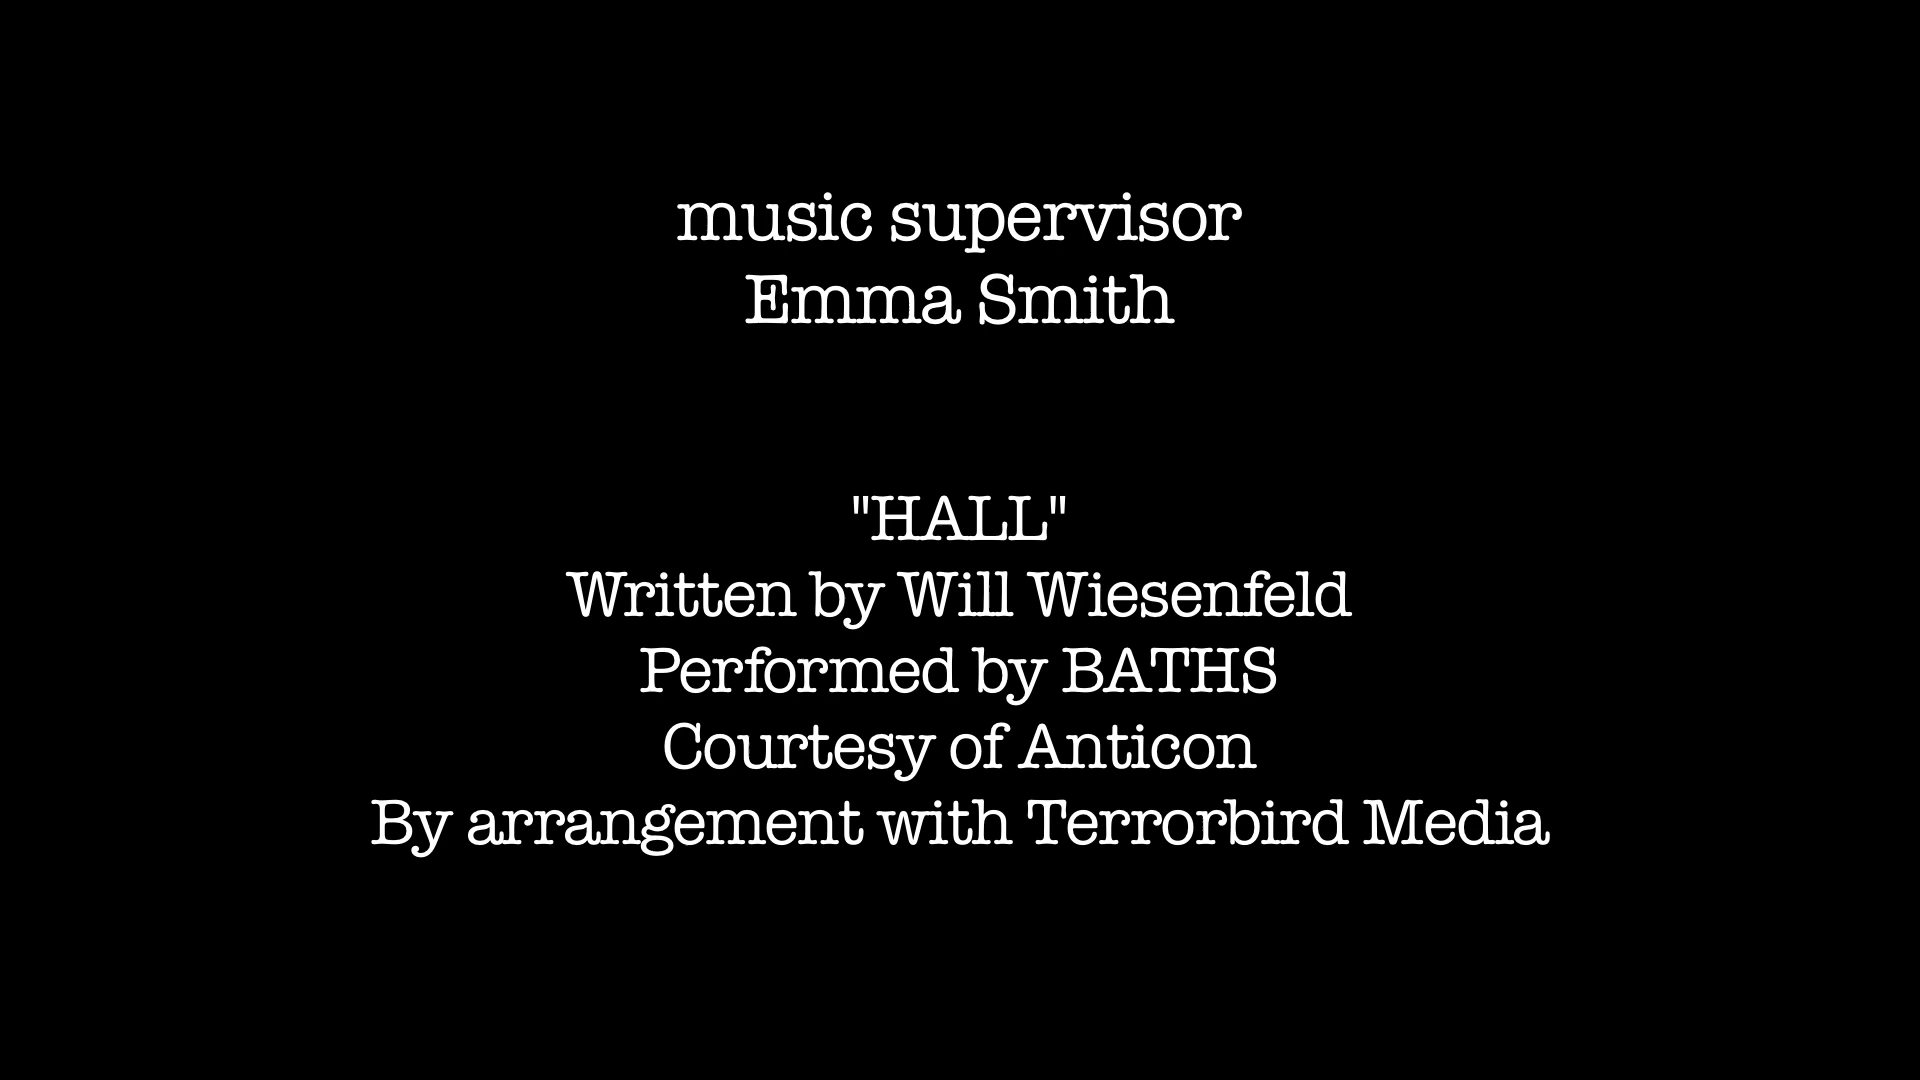 music supervisor
Emma Smith
"HALL"
Written by Will Wiesenfeld
Performed by BATHS
Courtesy of Anticon
By arrangement with Terrorbird Media